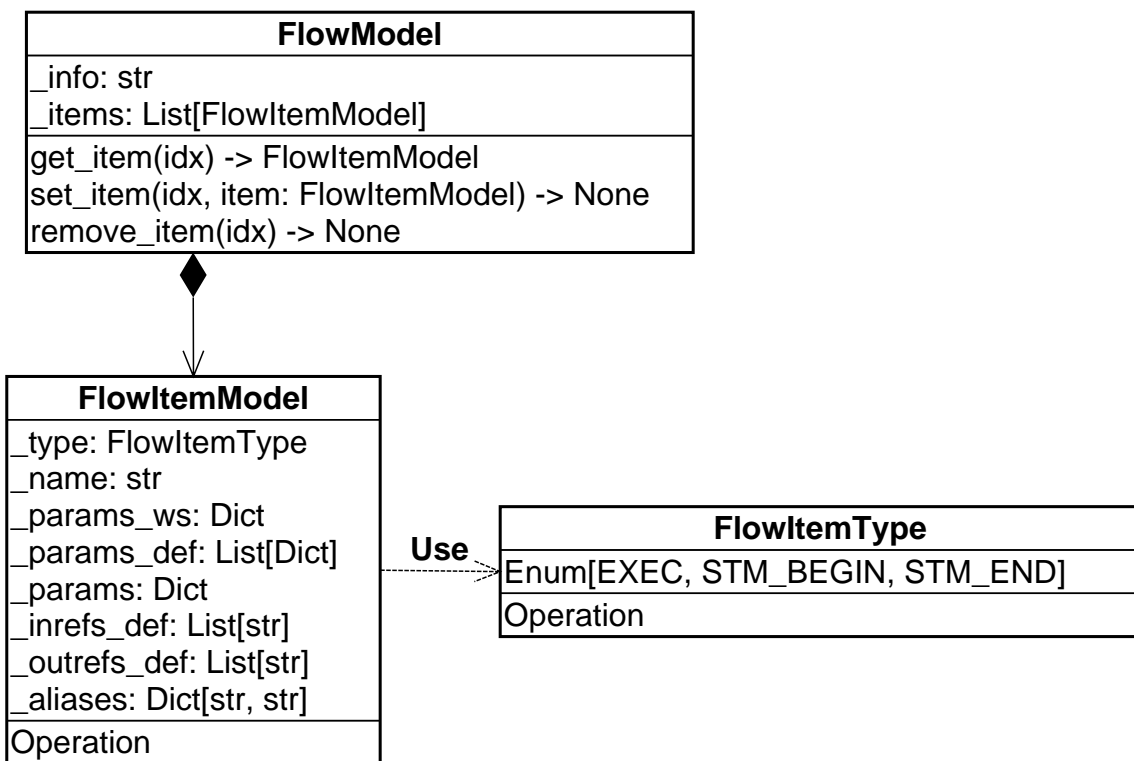 FlowModel
_info: str
_items: List[FlowItemModel]
get_item(idx) -> FlowItemModel
set_item(idx, item: FlowItemModel) -> None
remove_item(idx) -> None
FlowItemModel
_type: FlowItemType
_name: str
_params_ws: Dict
_params_def: List[Dict]
_params: Dict
_inrefs_def: List[str]
_outrefs_def: List[str]
_aliases: Dict[str, str]
Operation
Use
FlowItemType
Enum[EXEC, STM_BEGIN, STM_END]
Operation